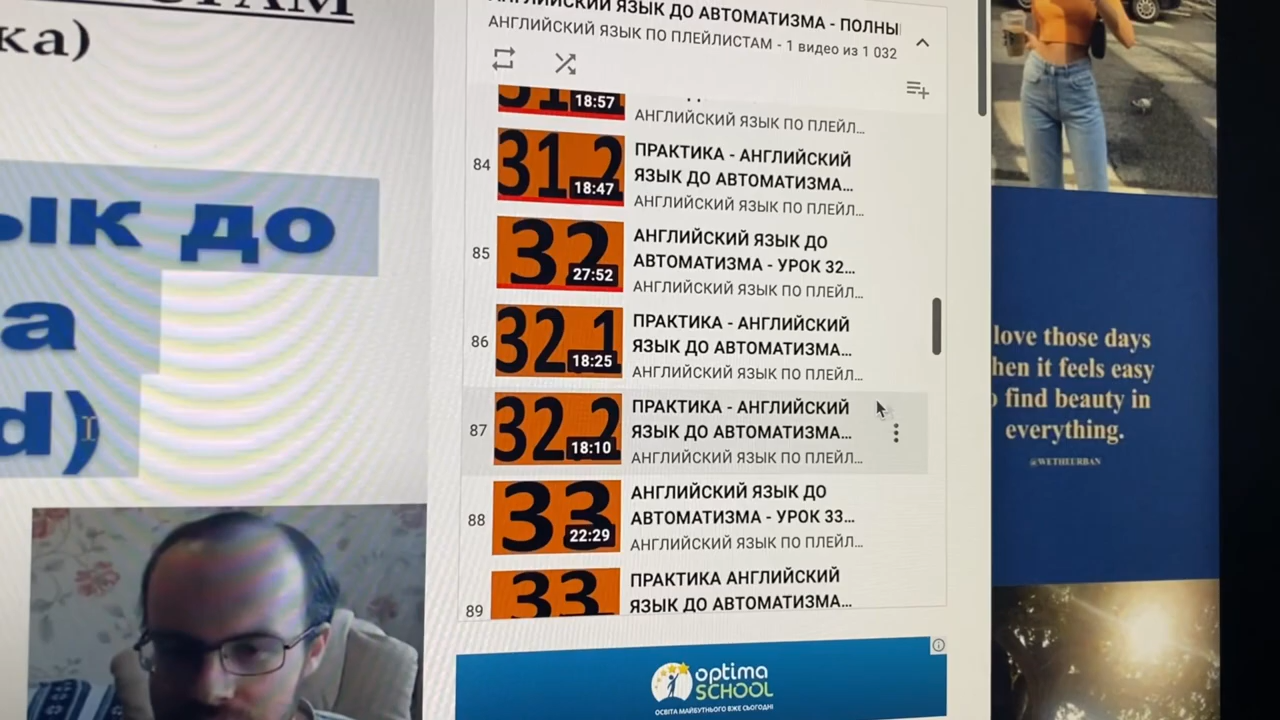 ка)
ык до
а
d)
АНГЛИЙСКИЙ ЯЗЫК ДО АВТОМАТИЗМА - ПОЛНЫ
АНГЛИЙСКИЙ ЯЗЫК ПО ПЛЕЙЛИСТАМ - 1 видео из 1 032
18:57
АНГЛИЙСКИЙ ЯЗЫК ПО ПЛЕЙЛ...
84
31.2
18:47
ПРАКТИКА - АНГЛИЙСКИЙ
ЯЗЫК ДО АВТОМАТИЗМА...
АНГЛИЙСКИЙ ЯЗЫК ПО ПЛЕЙЛ...
85
32
27:52
АНГЛИЙСКИЙ ЯЗЫК ДО
АВТОМАТИЗМА - УРОК 32...
АНГЛИЙСКИЙ ЯЗЫК ПО ПЛЕЙЛ...
86
32.1
18:25
ПРАКТИКА - АНГЛИЙСКИЙ
ЯЗЫК ДО АВТОМАТИЗМА...
АНГЛИЙСКИЙ ЯЗЫК ПО ПЛЕЙЛ...
87
32.2
18:10
ПРАКТИКА - АНГЛИЙСКИЙ
ЯЗЫК ДО АВТОМАТИЗМА...
АНГЛИЙСКИЙ ЯЗЫК ПО ПЛЕЙЛ...
88
33
22:29
АНГЛИЙСКИЙ ЯЗЫК ДО
АВТОМАТИЗМА - УРОК 33...
АНГЛИЙСКИЙ ЯЗЫК ПО ПЛЕЙЛ...
89
33
ПРАКТИКА АНГЛИЙСКИЙ
ЯЗЫК ДО АВТОМАТИЗМА...
optima
SCHOOL
ОСВІТА МАЙБУТНЬОГО ВЖЕ СЬОГОДНІ
love those days
hen it feels easy
o find beauty in
everything.
@WETHEURBAN